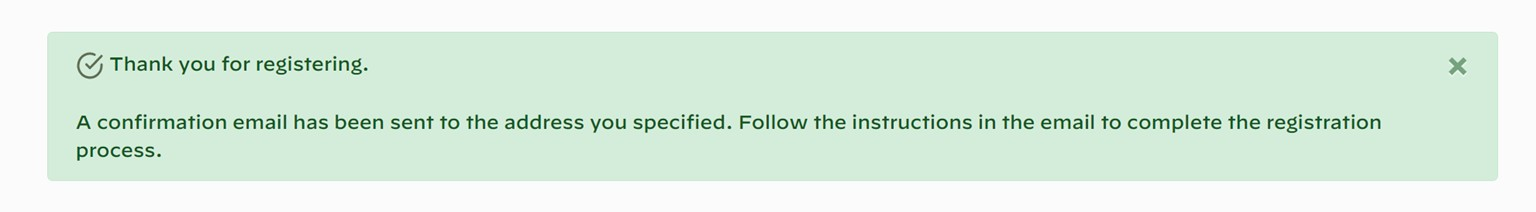 Thank you for registering.
A confirmation email has been sent to the address you specified. Follow the instructions in the email to complete the registration
process.